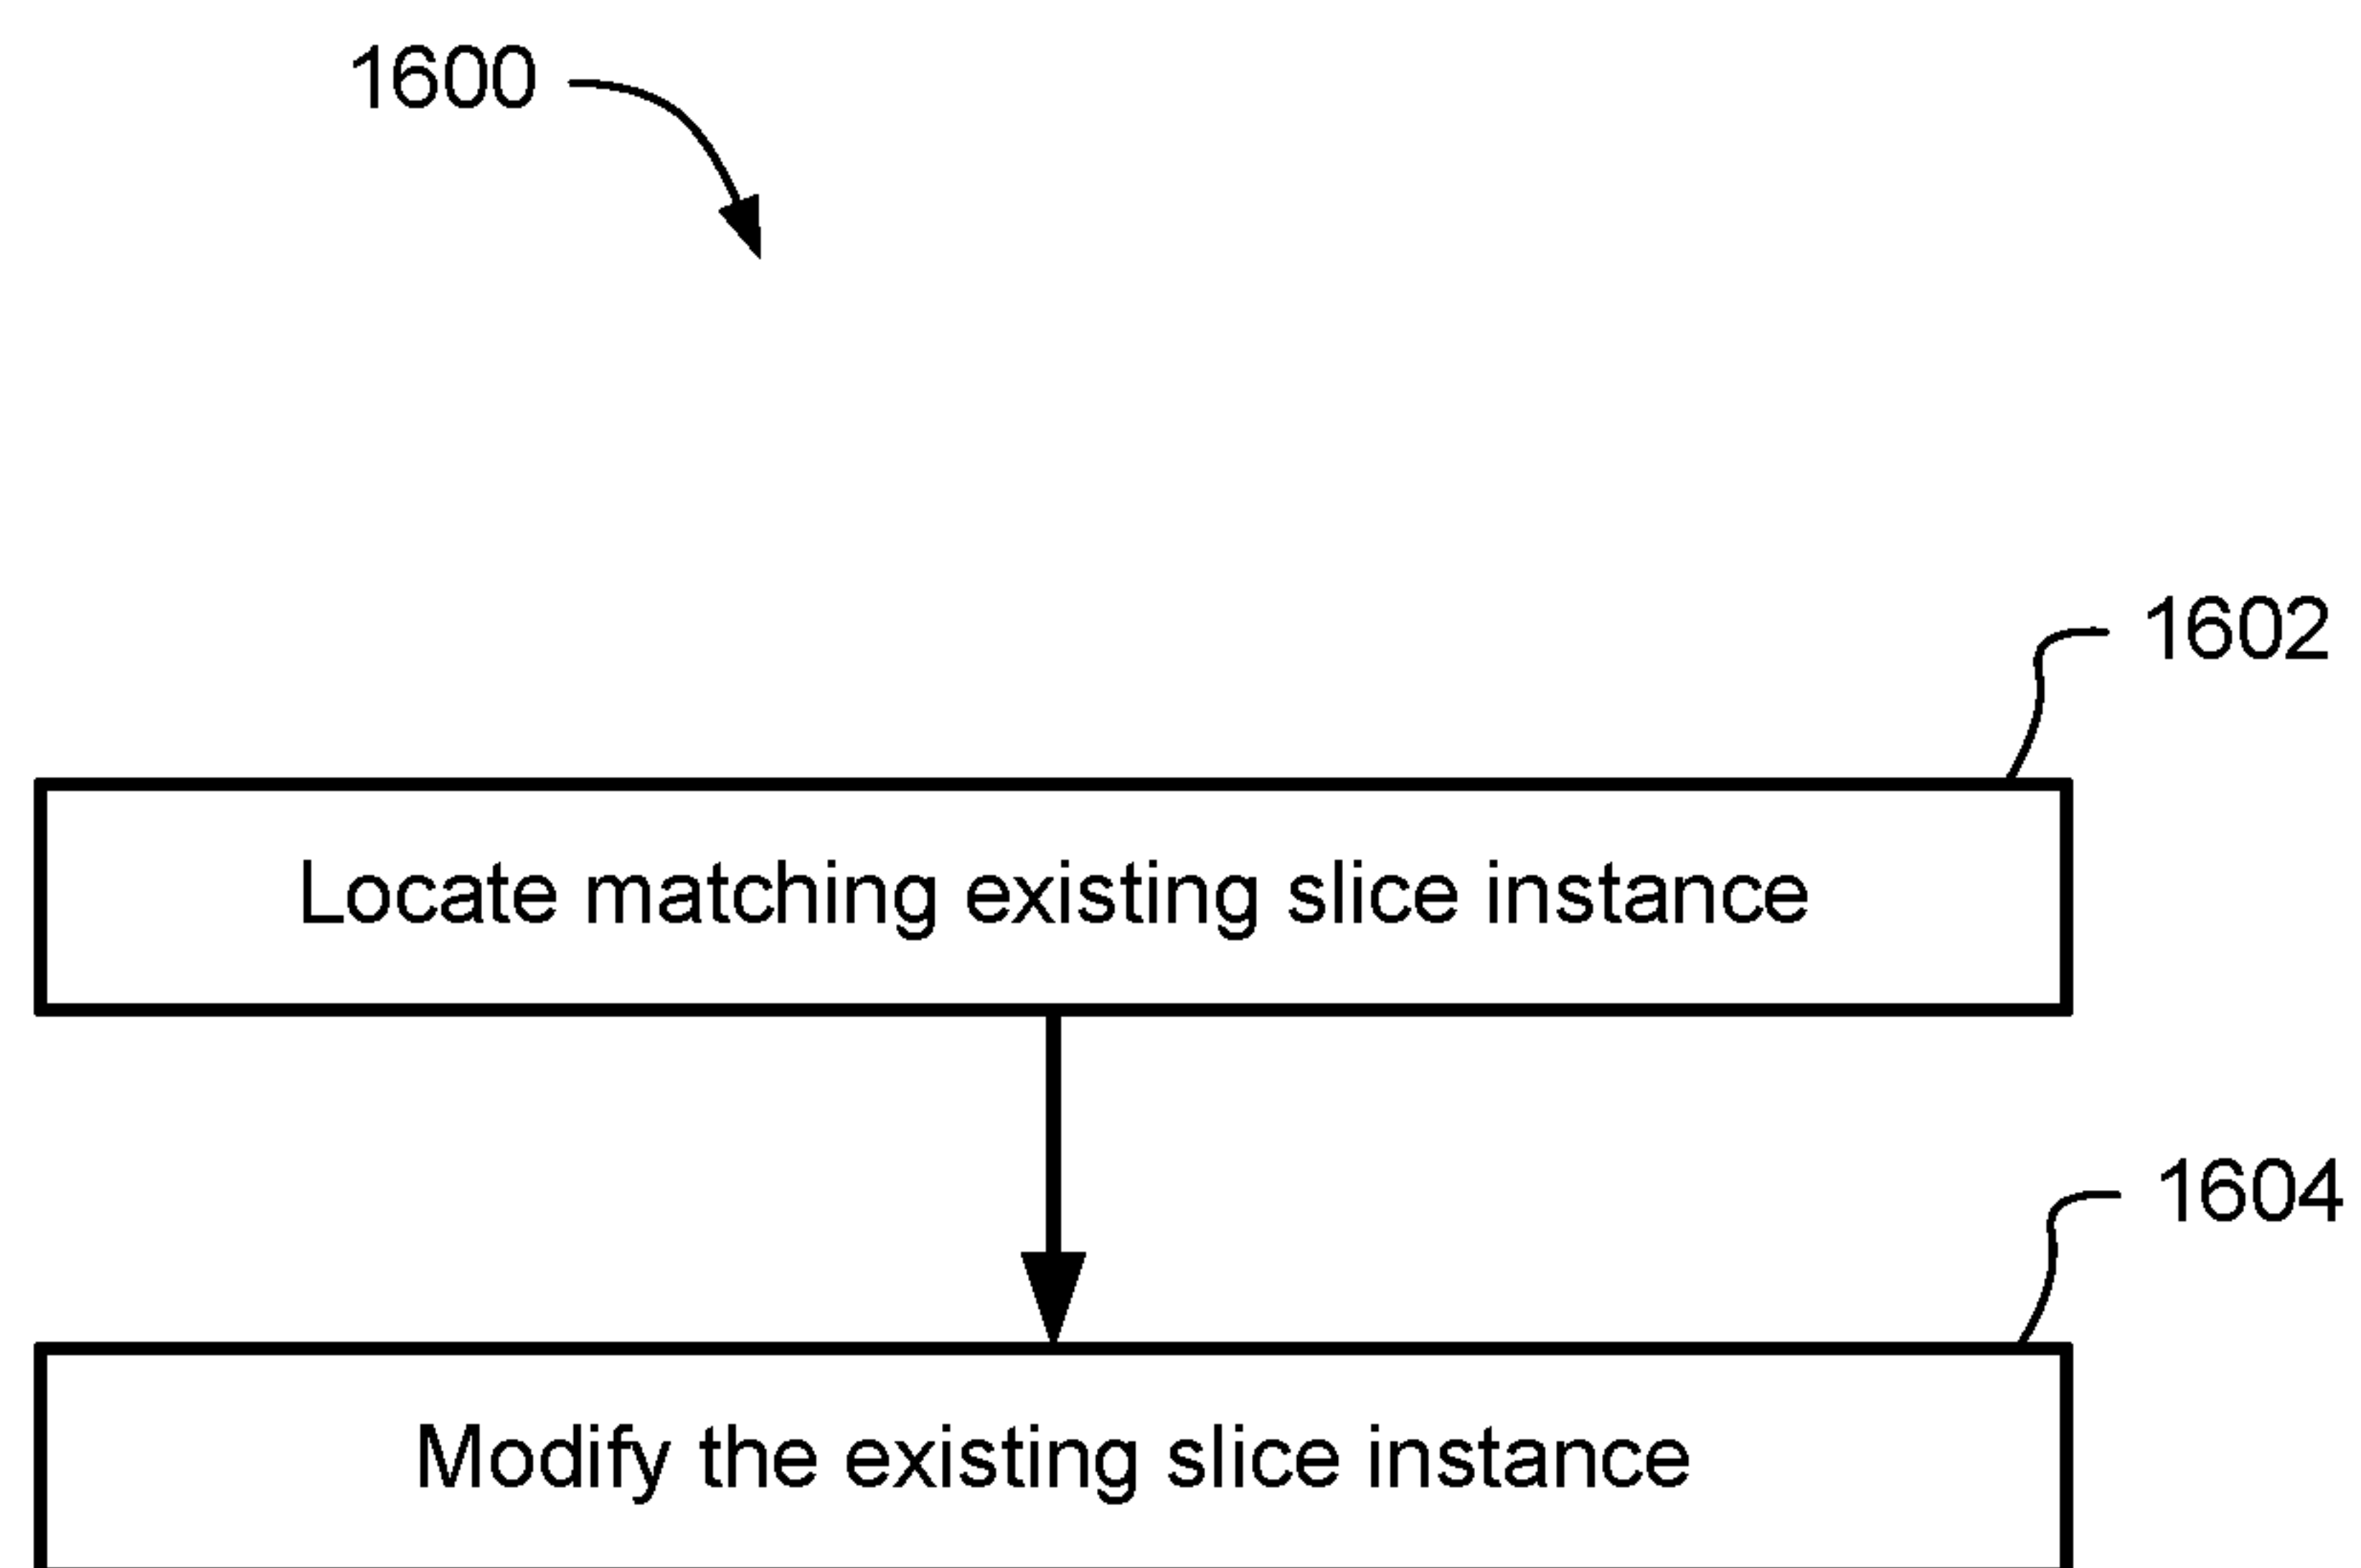 1600
1602
Locate matching existing slice instance
1604
Modify the existing slice instance